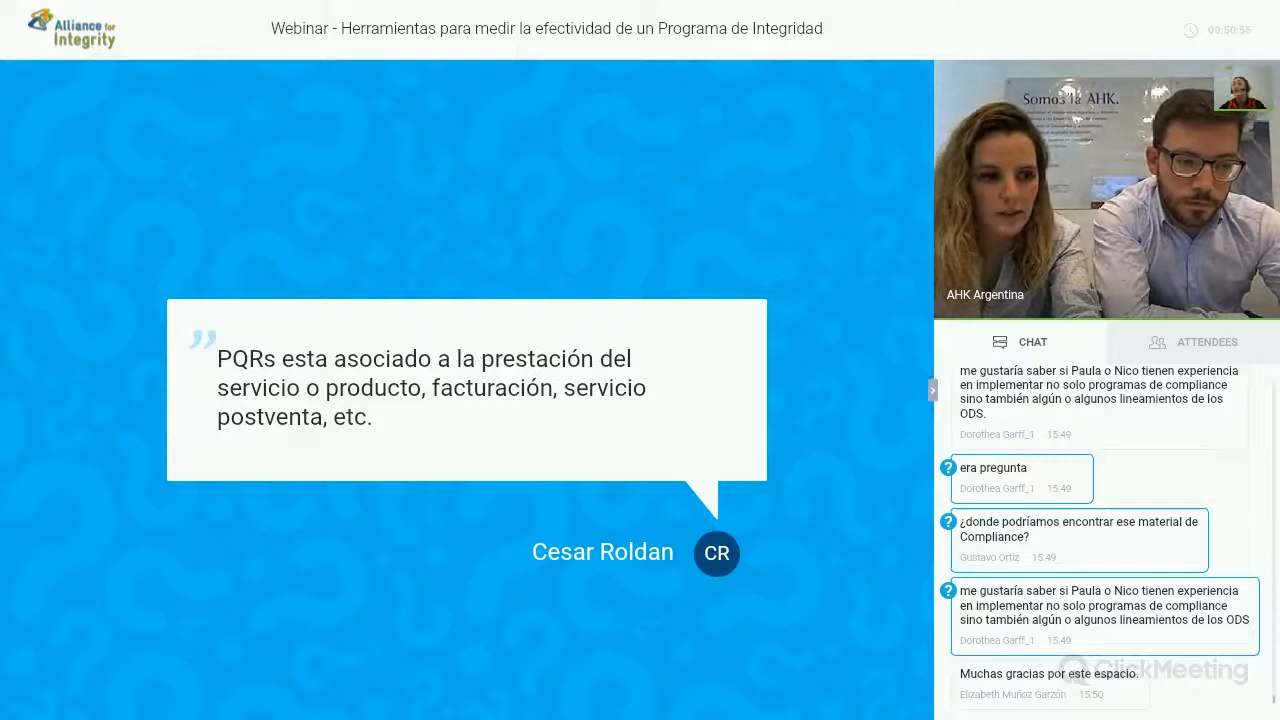 Alliance for
Integrity
Webinar - Herramientas para medir la efectividad de un Programa de Integridad
00:50:56
Somos la AHK.
AHK Argentina
”
PQRs esta asociado a la prestación del
servicio o producto, facturación, servicio
postventa, etc.
Cesar Roldan
CR
CHAT
ATTENDEES
me gustaría saber si Paula o Nico tienen experiencia
en implementar no solo programas de compliance
sino también algún o algunos lineamientos de los
ODS.
Dorothea Garff_1 15:49
?
era pregunta
Dorothea Garff_1 15:49
?
¿donde podríamos encontrar ese material de
Compliance?
Gustavo Ortiz 15:49
?
me gustaría saber si Paula o Nico tienen experiencia
en implementar no solo programas de compliance
sino también algún o algunos lineamientos de los ODS
Dorothea Garff_1 15:49
Muchas gracias por este espacio.
Elizabeth Muñoz Garzón 15:50
ClickMeeting